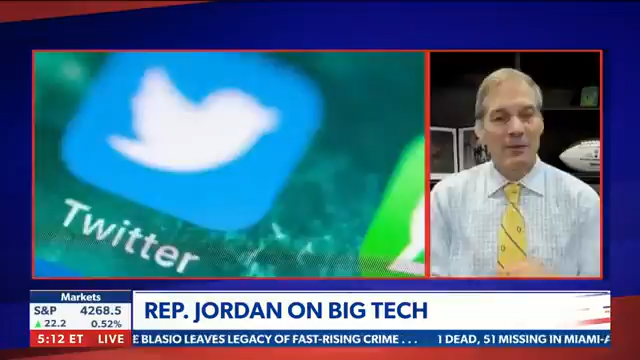 Twitter
Markets
S&P 4268.5
▲ 22.2 0.52%
REP. JORDAN ON BIG TECH
5:12 ET LIVE
E BLASIO LEAVES LEGACY OF FAST-RISING CRIME . . . 1 DEAD, 51 MISSING IN MIAMI-A